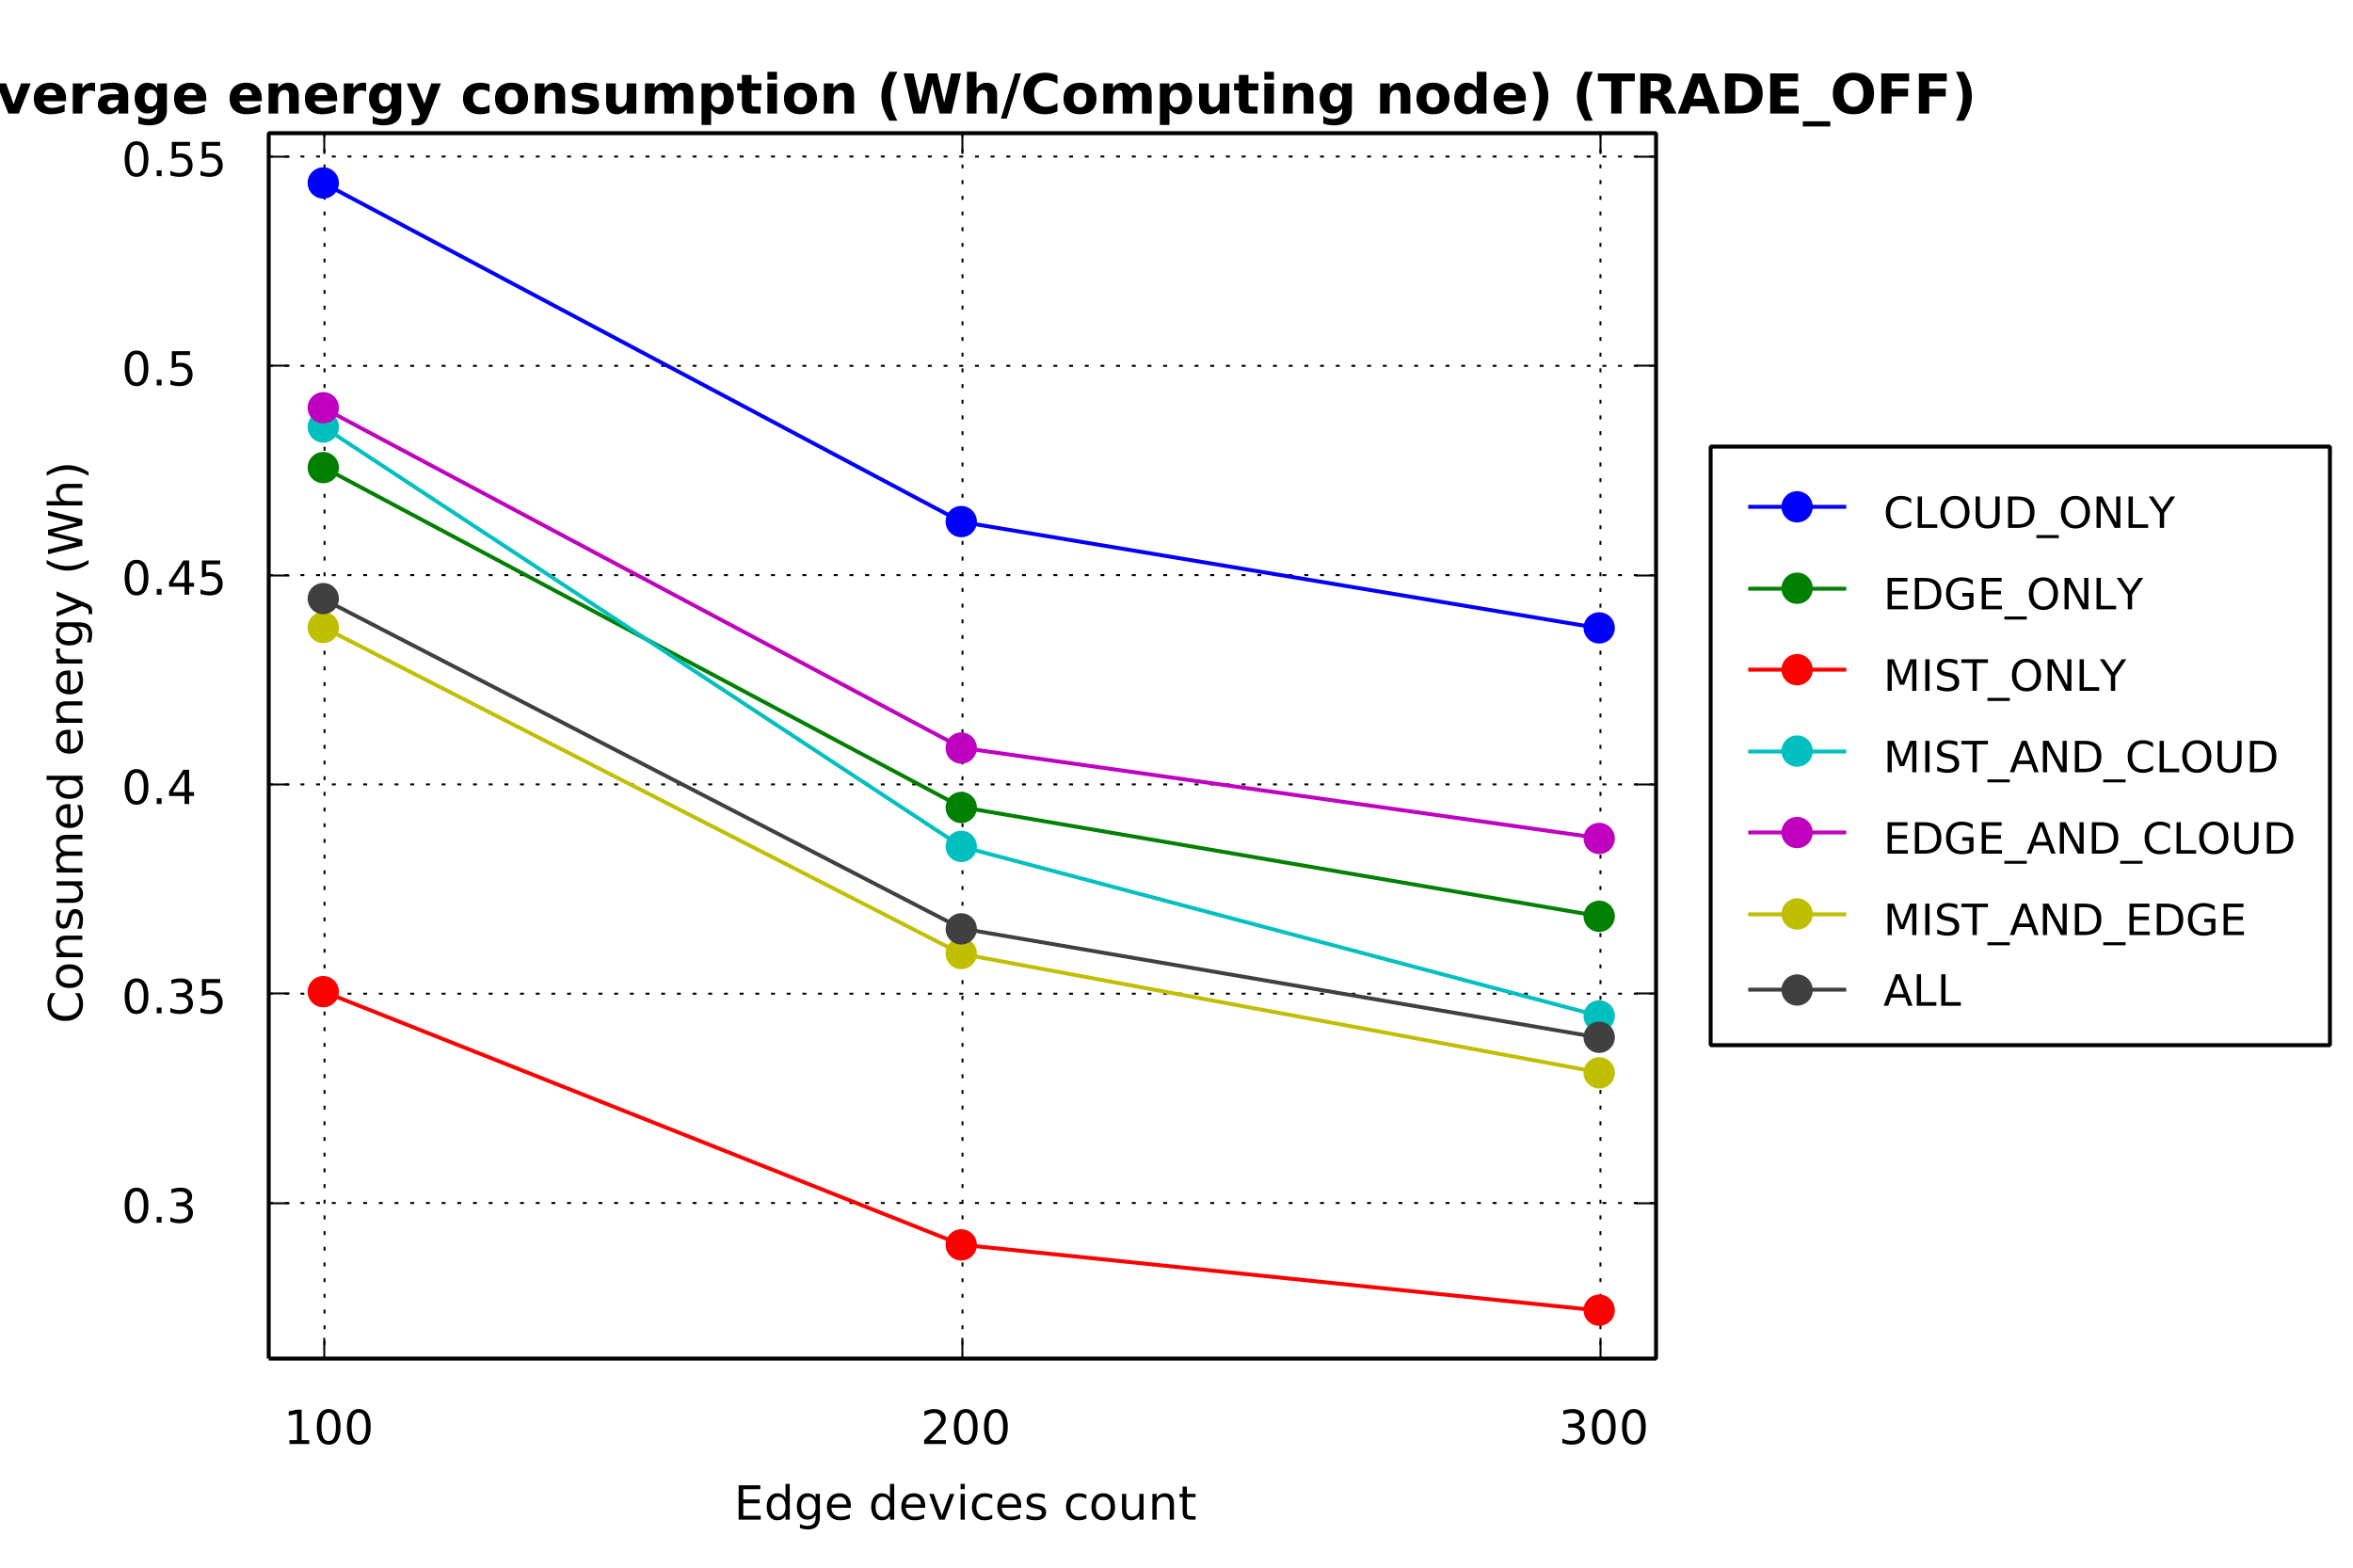 verage energy consumption (Wh/Computing node) (TRADE_OFF)
0.55
0.5
0.45
0.4
0.35
0.3
Consumed energy (Wh)
100 200 300
Edge devices count
CLOUD_ONLY
EDGE_ONLY
MIST_ONLY
MIST_AND_CLOUD
EDGE_AND_CLOUD
MIST_AND_EDGE
ALL